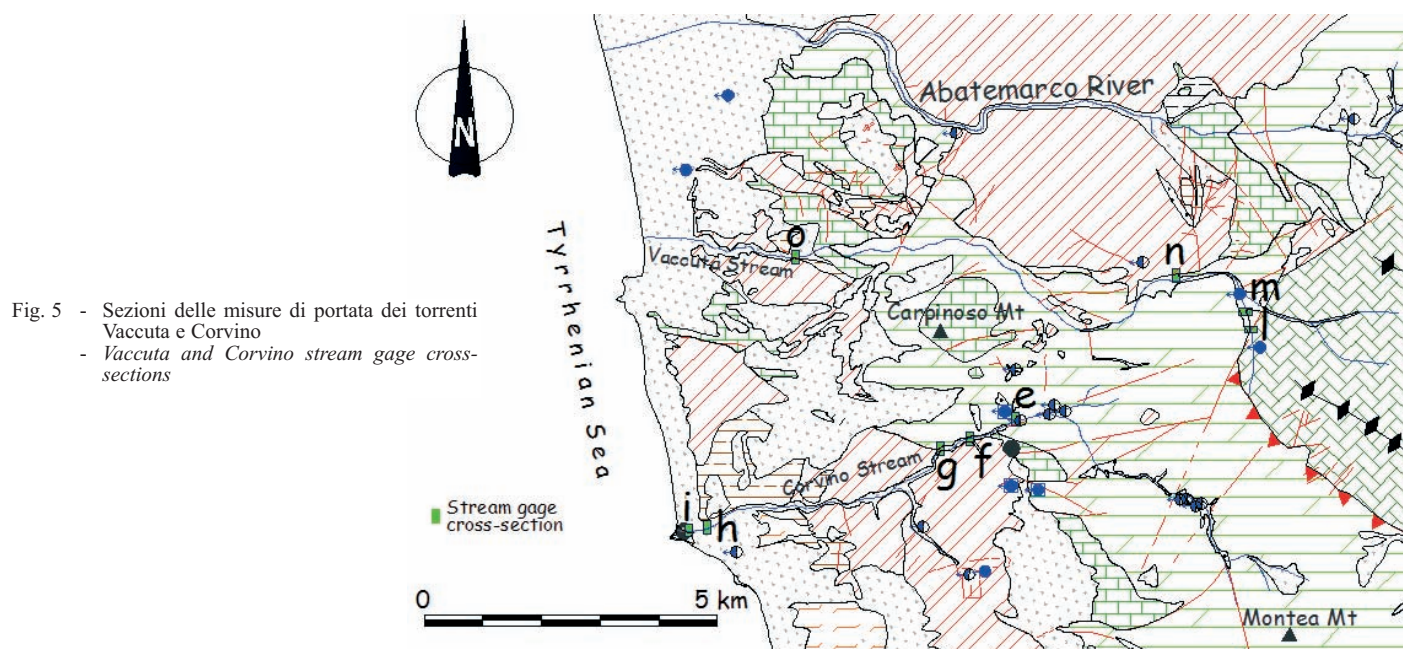 Fig. 5 - Sezioni delle misure di portata dei torrenti
Vaccuta e Corvino
- Vaccuta and Corvino stream gage cross-
sections
N
Abatemarco River
Tyrrhenian Sea
o
Vaccuta Stream
n
m
l
Carpinoso Mt
e
f
g
Corvino Stream
i
h
Stream gage
cross-section
0 5 km
Montea Mt